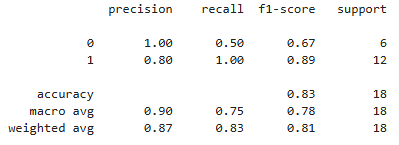 precision recall f1-score support
0 1.00 0.50 0.67 6
1 0.80 1.00 0.89 12
accuracy 0.83 18
macro avg 0.90 0.75 0.78 18
weighted avg 0.87 0.83 0.81 18